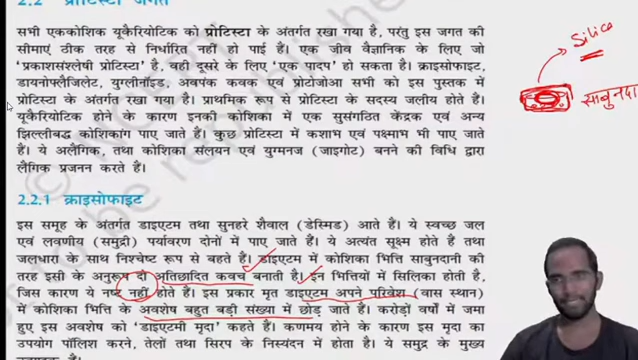 2.2 प्रोटिस्टा जगत
सभी एककोशिक यूकैरियोटिक को प्रोटिस्टा के अंतर्गत रखा गया है, परंतु इस जगत की
सीमाएं ठीक तरह से निर्धारित नहीं हो पाई है। एक जीव वैज्ञानिक के लिए जो
'प्रकाशसंश्लेषी प्रोटिस्टा' है, वही दूसरे के लिए 'एक पादप' हो सकता है। क्राइसोफाइट,
डायनोफ्लैजिलेट, युग्लीनॉइड, अवपंक कवक एवं प्रोटोजोआ सभी को इस पुस्तक में
प्रोटिस्टा के अंतर्गत रखा गया है। प्राथमिक रूप से प्रोटिस्टा के सदस्य जलीय होते हैं।
यूकैरियोटिक होने के कारण इनकी कोशिका में एक सुसंगठित केंद्रक एवं अन्य
झिल्लीबद्ध कोशिकांग पाए जाते हैं। कुछ प्रोटिस्टा में कशाभ एवं पक्ष्माभ भी पाए जाते
हैं। ये अलैंगिक, तथा कोशिका संलयन एवं युग्मनज (जाइगोट) बनने की विधि द्वारा
लैंगिक प्रजनन करते हैं।
Silica
साबुनदा
2.2.1 क्राइसोफाइट
इस समूह के अंतर्गत डाइएटम तथा सुनहरे शैवाल (डेस्मिड) आते हैं। ये स्वच्छ जल
एवं लवणीय (समुद्री) पर्यावरण दोनों में पाए जाते हैं। ये अत्यंत सूक्ष्म होते है तथा
जलधारा के साथ निश्चेष्ट रूप से बहते हैं। डाइएटम में कोशिका भित्ति साबुनदानी की
तरह इसी के अनुरूप दो अतिछादित कवच बनाती है। इन भित्तियों में सिलिका होती है,
जिस कारण ये नष्ट नहीं होते हैं। इस प्रकार मृत डाइएटम अपने परिवेश (वास स्थान)
में कोशिका भित्ति के अवशेष बहुत बड़ी संख्या में छोड़ जाते हैं। करोड़ों वर्षों में जमा
हुए इस अवशेष को 'डाइएटमी मृदा' कहते हैं। कणमय होने के कारण इस मृदा का
उपयोग पॉलिश करने, तेलों तथा सिरप के निस्यंदन में होता है। ये समुद्र के मुख्य